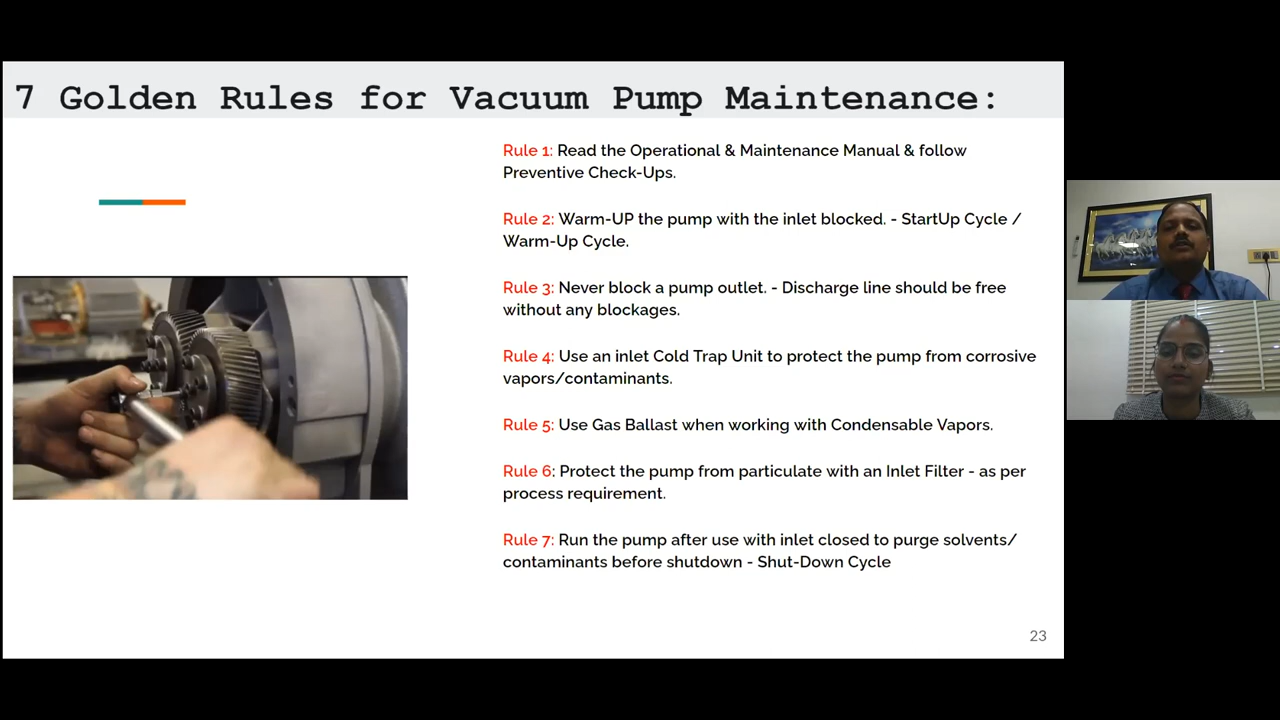 7 Golden Rules for Vacuum Pump Maintenance:
Rule 1: Read the Operational & Maintenance Manual & follow
Preventive Check-Ups.
Rule 2: Warm-UP the pump with the inlet blocked. - StartUp Cycle /
Warm-Up Cycle.
Rule 3: Never block a pump outlet. - Discharge line should be free
without any blockages.
Rule 4: Use an inlet Cold Trap Unit to protect the pump from corrosive
vapors/contaminants.
Rule 5: Use Gas Ballast when working with Condensable Vapors.
Rule 6: Protect the pump from particulate with an Inlet Filter - as per
process requirement.
Rule 7: Run the pump after use with inlet closed to purge solvents/
contaminants before shutdown - Shut-Down Cycle
23